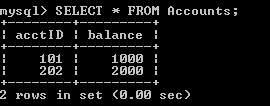 mysql> SELECT * FROM Accounts;
+--------+---------+
| acctID | balance |
+--------+---------+
|    101 |    1000 |
|    202 |    2000 |
+--------+---------+
2 rows in set (0.00 sec)